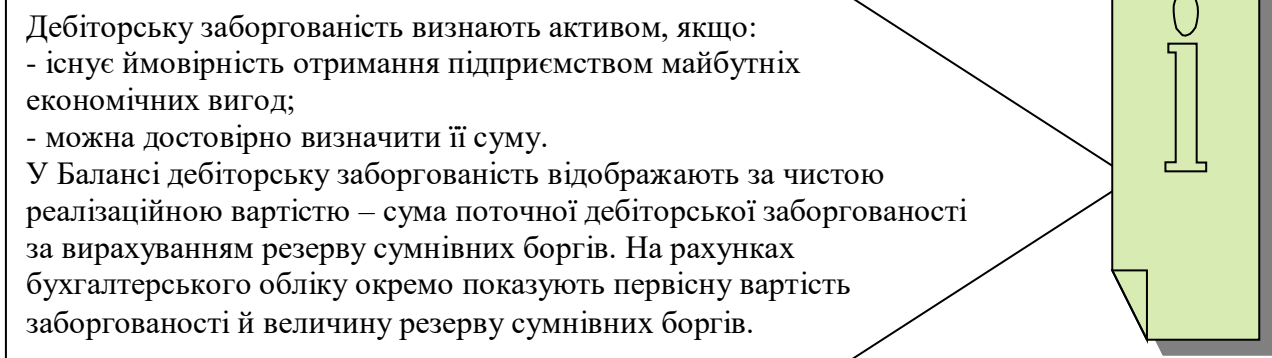 Дебіторську заборгованість визнають активом, якщо:
- існує ймовірність отримання підприємством майбутніх
економічних вигод;
- можна достовірно визначити її суму.
У Балансі дебіторську заборгованість відображають за чистою
реалізаційною вартістю – сума поточної дебіторської заборгованості
за вирахуванням резерву сумнівних боргів. На рахунках
бухгалтерського обліку окремо показують первісну вартість
заборгованості й величину резерву сумнівних боргів.
i